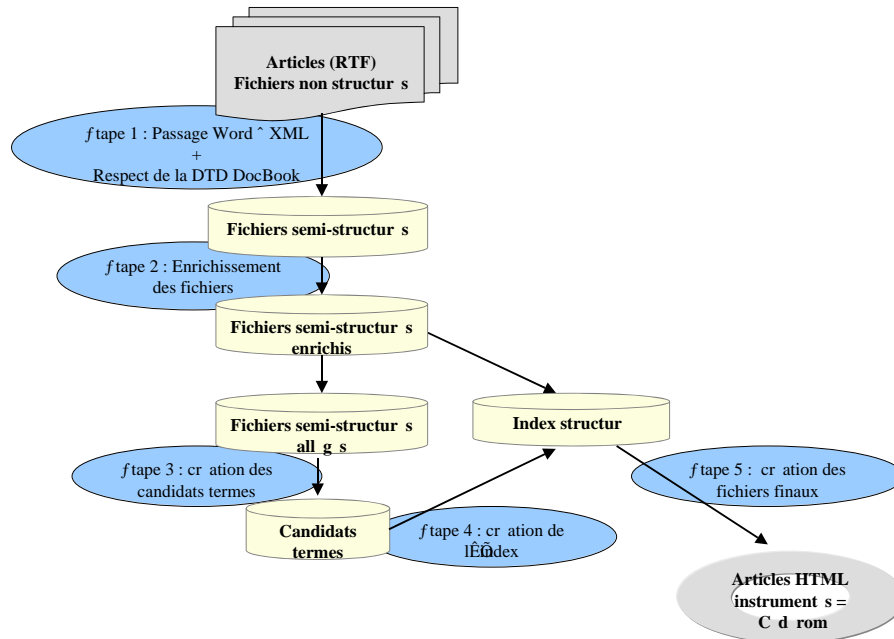 Articles (RTF)
Fichiers non structur s
ƒtape 1 : Passage Word ˆ XML
+
Respect de la DTD DocBook
Fichiers semi-structur s
ƒtape 2 : Enrichissement
des fichiers
Fichiers semi-structur s
enrichis
Fichiers semi-structur s
all g s
Index structur
ƒtape 3 : cr ation des
candidats termes
ƒtape 5 : cr ation des
fichiers finaux
Candidats
termes
ƒtape 4 : cr ation de
Articles HTML
instrument s =
C d rom